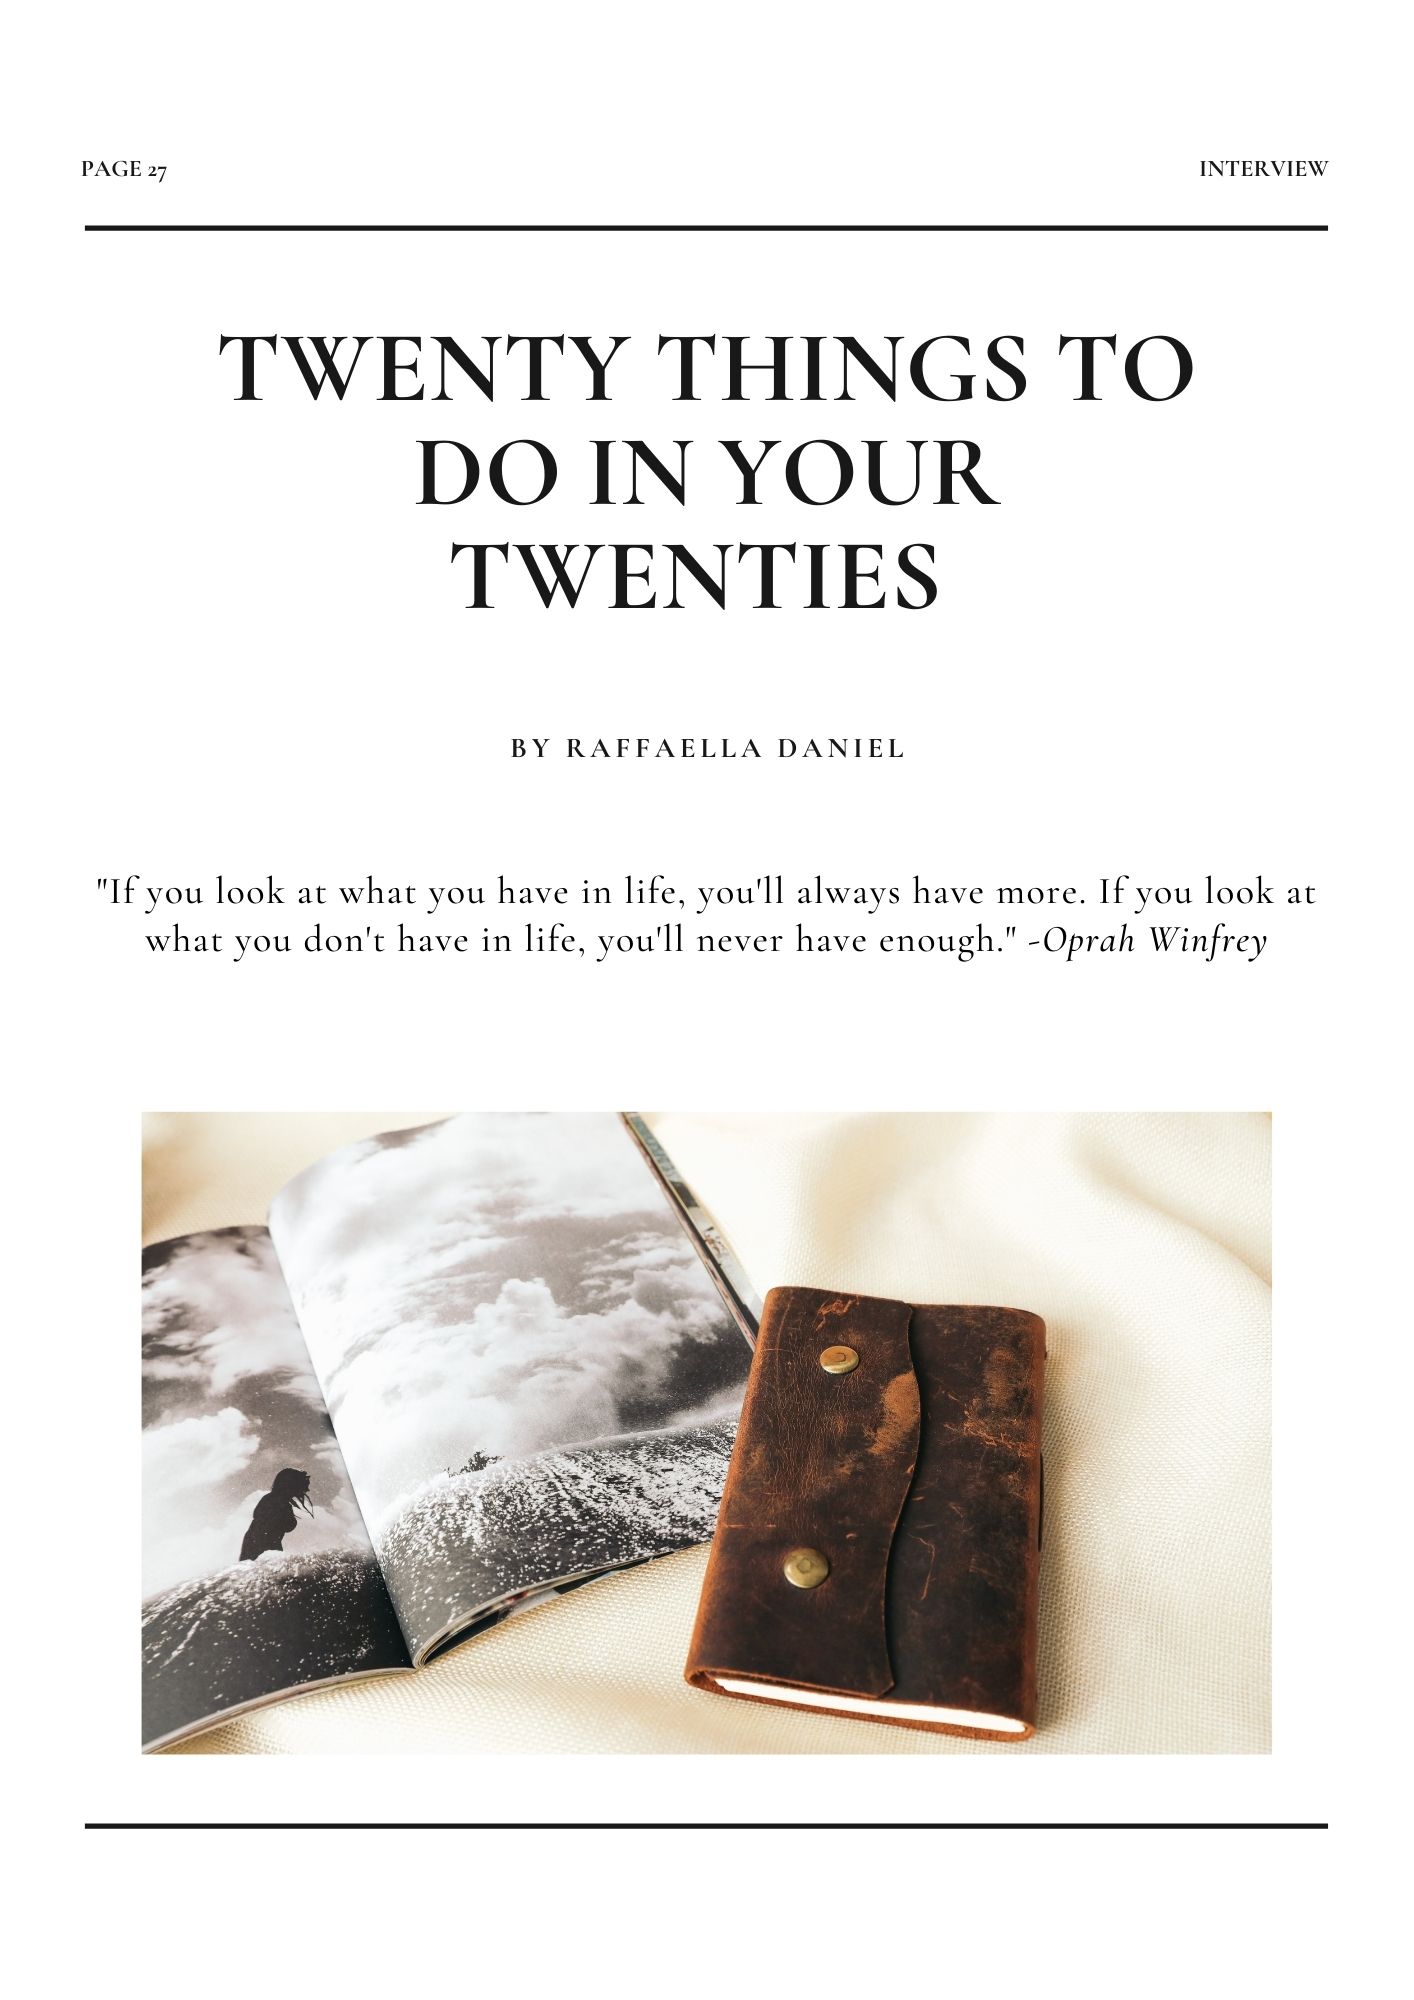 PAGE 27
INTERVIEW
TWENTY THINGS TO
DO IN YOUR
TWENTIES
BY RAFFAELLA DANIEL
"If you look at what you have in life, you'll always have more. If you look at
what you don't have in life, you'll never have enough." -Oprah Winfrey